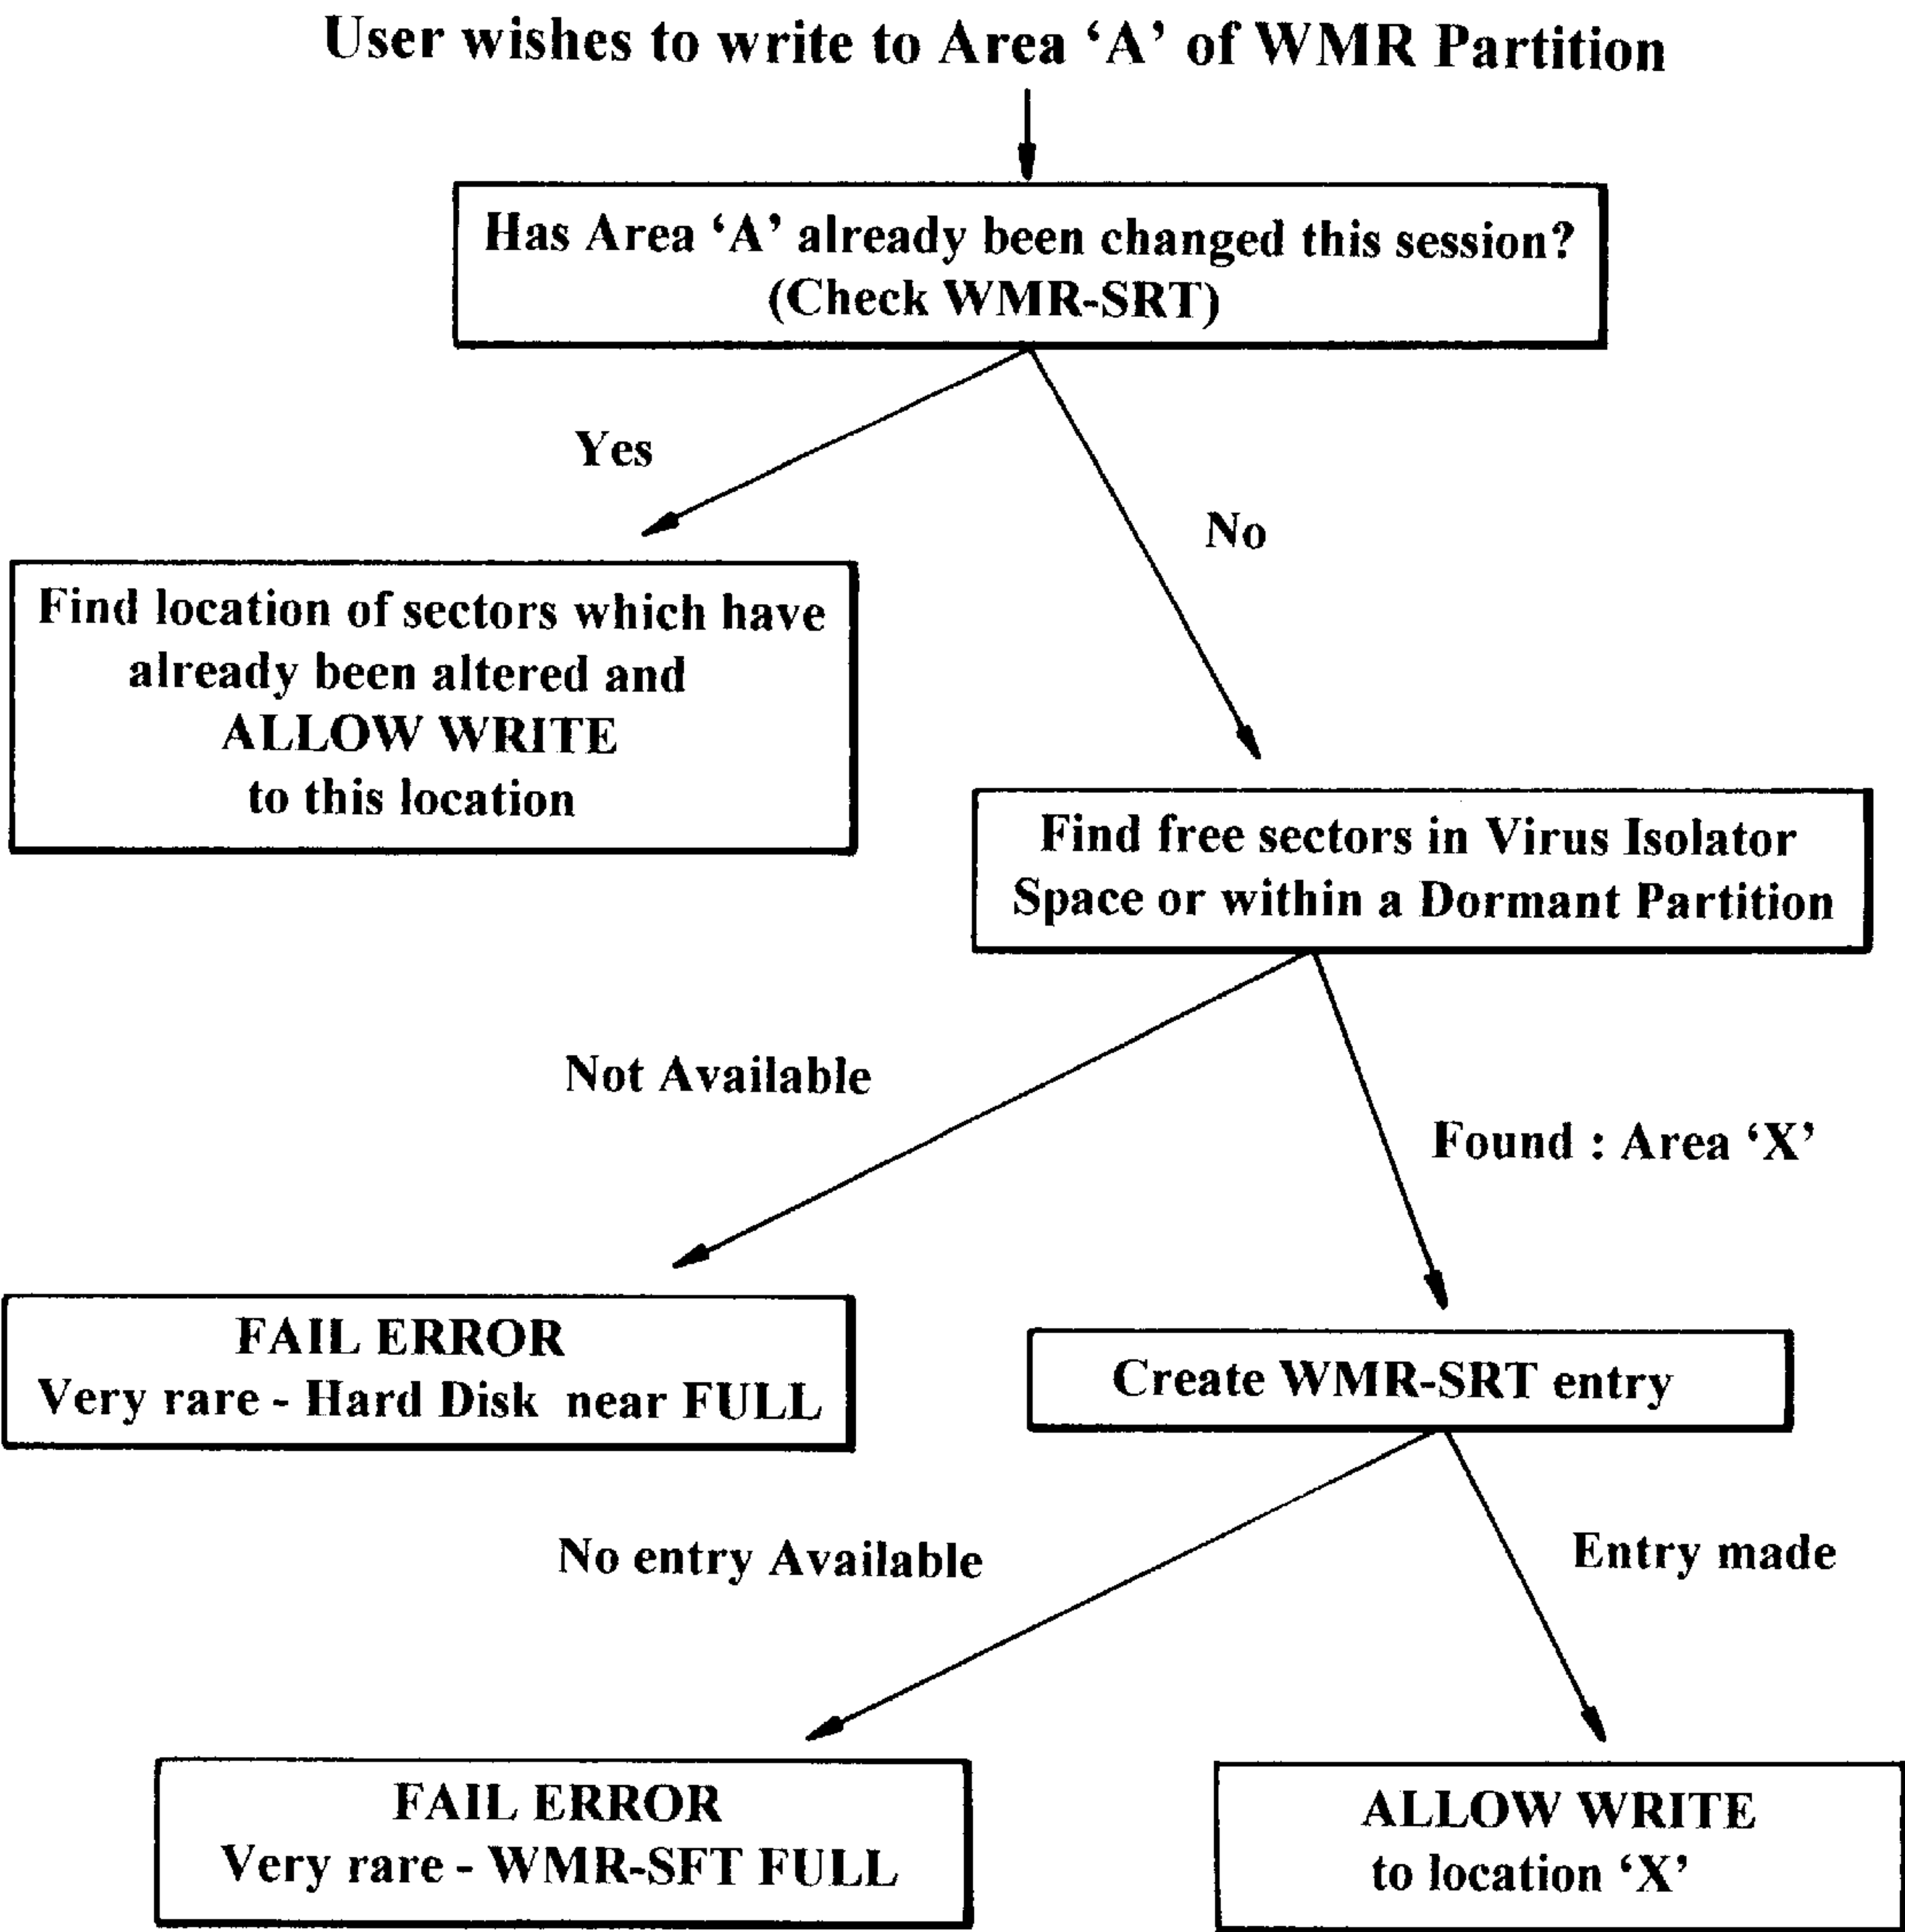 User wishes to write to Area ‘A’ of WMR Partition
Has Area ‘A’ already been changed this session?
(Check WMR-SRT)
Yes
No
Find location of sectors which have
already been altered and
ALLOW WRITE
to this location
Find free sectors in Virus Isolator
Space or within a Dormant Partition
Not Available
Found : Area ‘X’
FAIL ERROR
Very rare - Hard Disk near FULL
Create WMR-SRT entry
No entry Available
Entry made
FAIL ERROR
Very rare - WMR-SFT FULL
ALLOW WRITE
to location ‘X’